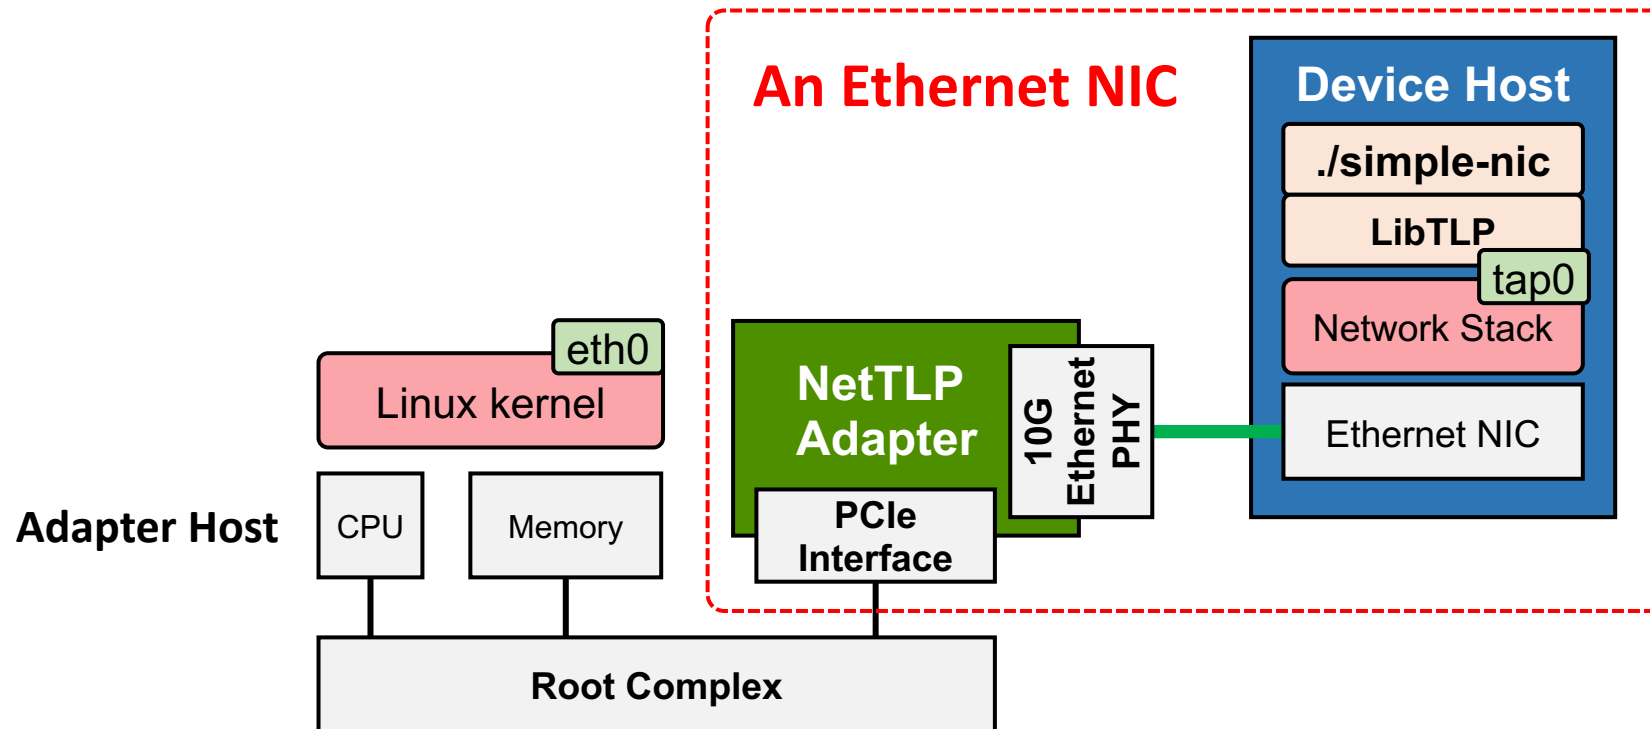 An Ethernet NIC
Device Host
./simple-nic
LibTLP
tap0
Network Stack
Ethernet NIC
eth0
Linux kernel
NetTLP
Adapter
10G
Ethernet
PHY
PCIe
Interface
Adapter Host
CPU
Memory
Root Complex